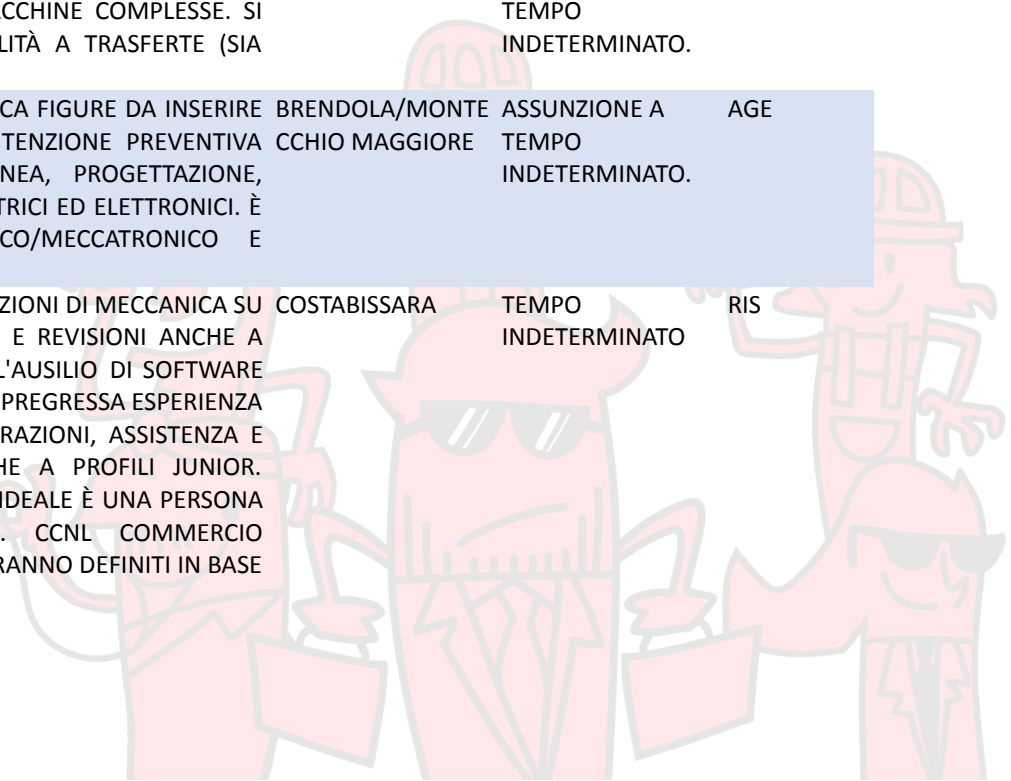 ACCHINE COMPLESSE. SI
LITÀ A TRASFERTE (SIA
TEMPO
INDETERMINATO.
CA FIGURE DA INSERIRE
TENZIONE PREVENTIVA
NEA, PROGETTAZIONE,
TRICI ED ELETTRONICI. È
CO/MECCATRONICO E
BRENDOLA/MONTE
CCHIO MAGGIORE
ASSUNZIONE A
TEMPO
INDETERMINATO.
AGE
ZIONI DI MECCANICA SU
E REVISIONI ANCHE A
L'AUSILIO DI SOFTWARE
PREGRESSA ESPERIENZA
RAZIONI, ASSISTENZA E
HE A PROFILI JUNIOR.
IDEALE È UNA PERSONA
. CCNL COMMERCIO
RANNO DEFINITI IN BASE
COSTABISSARA
TEMPO
INDETERMINATO
RIS